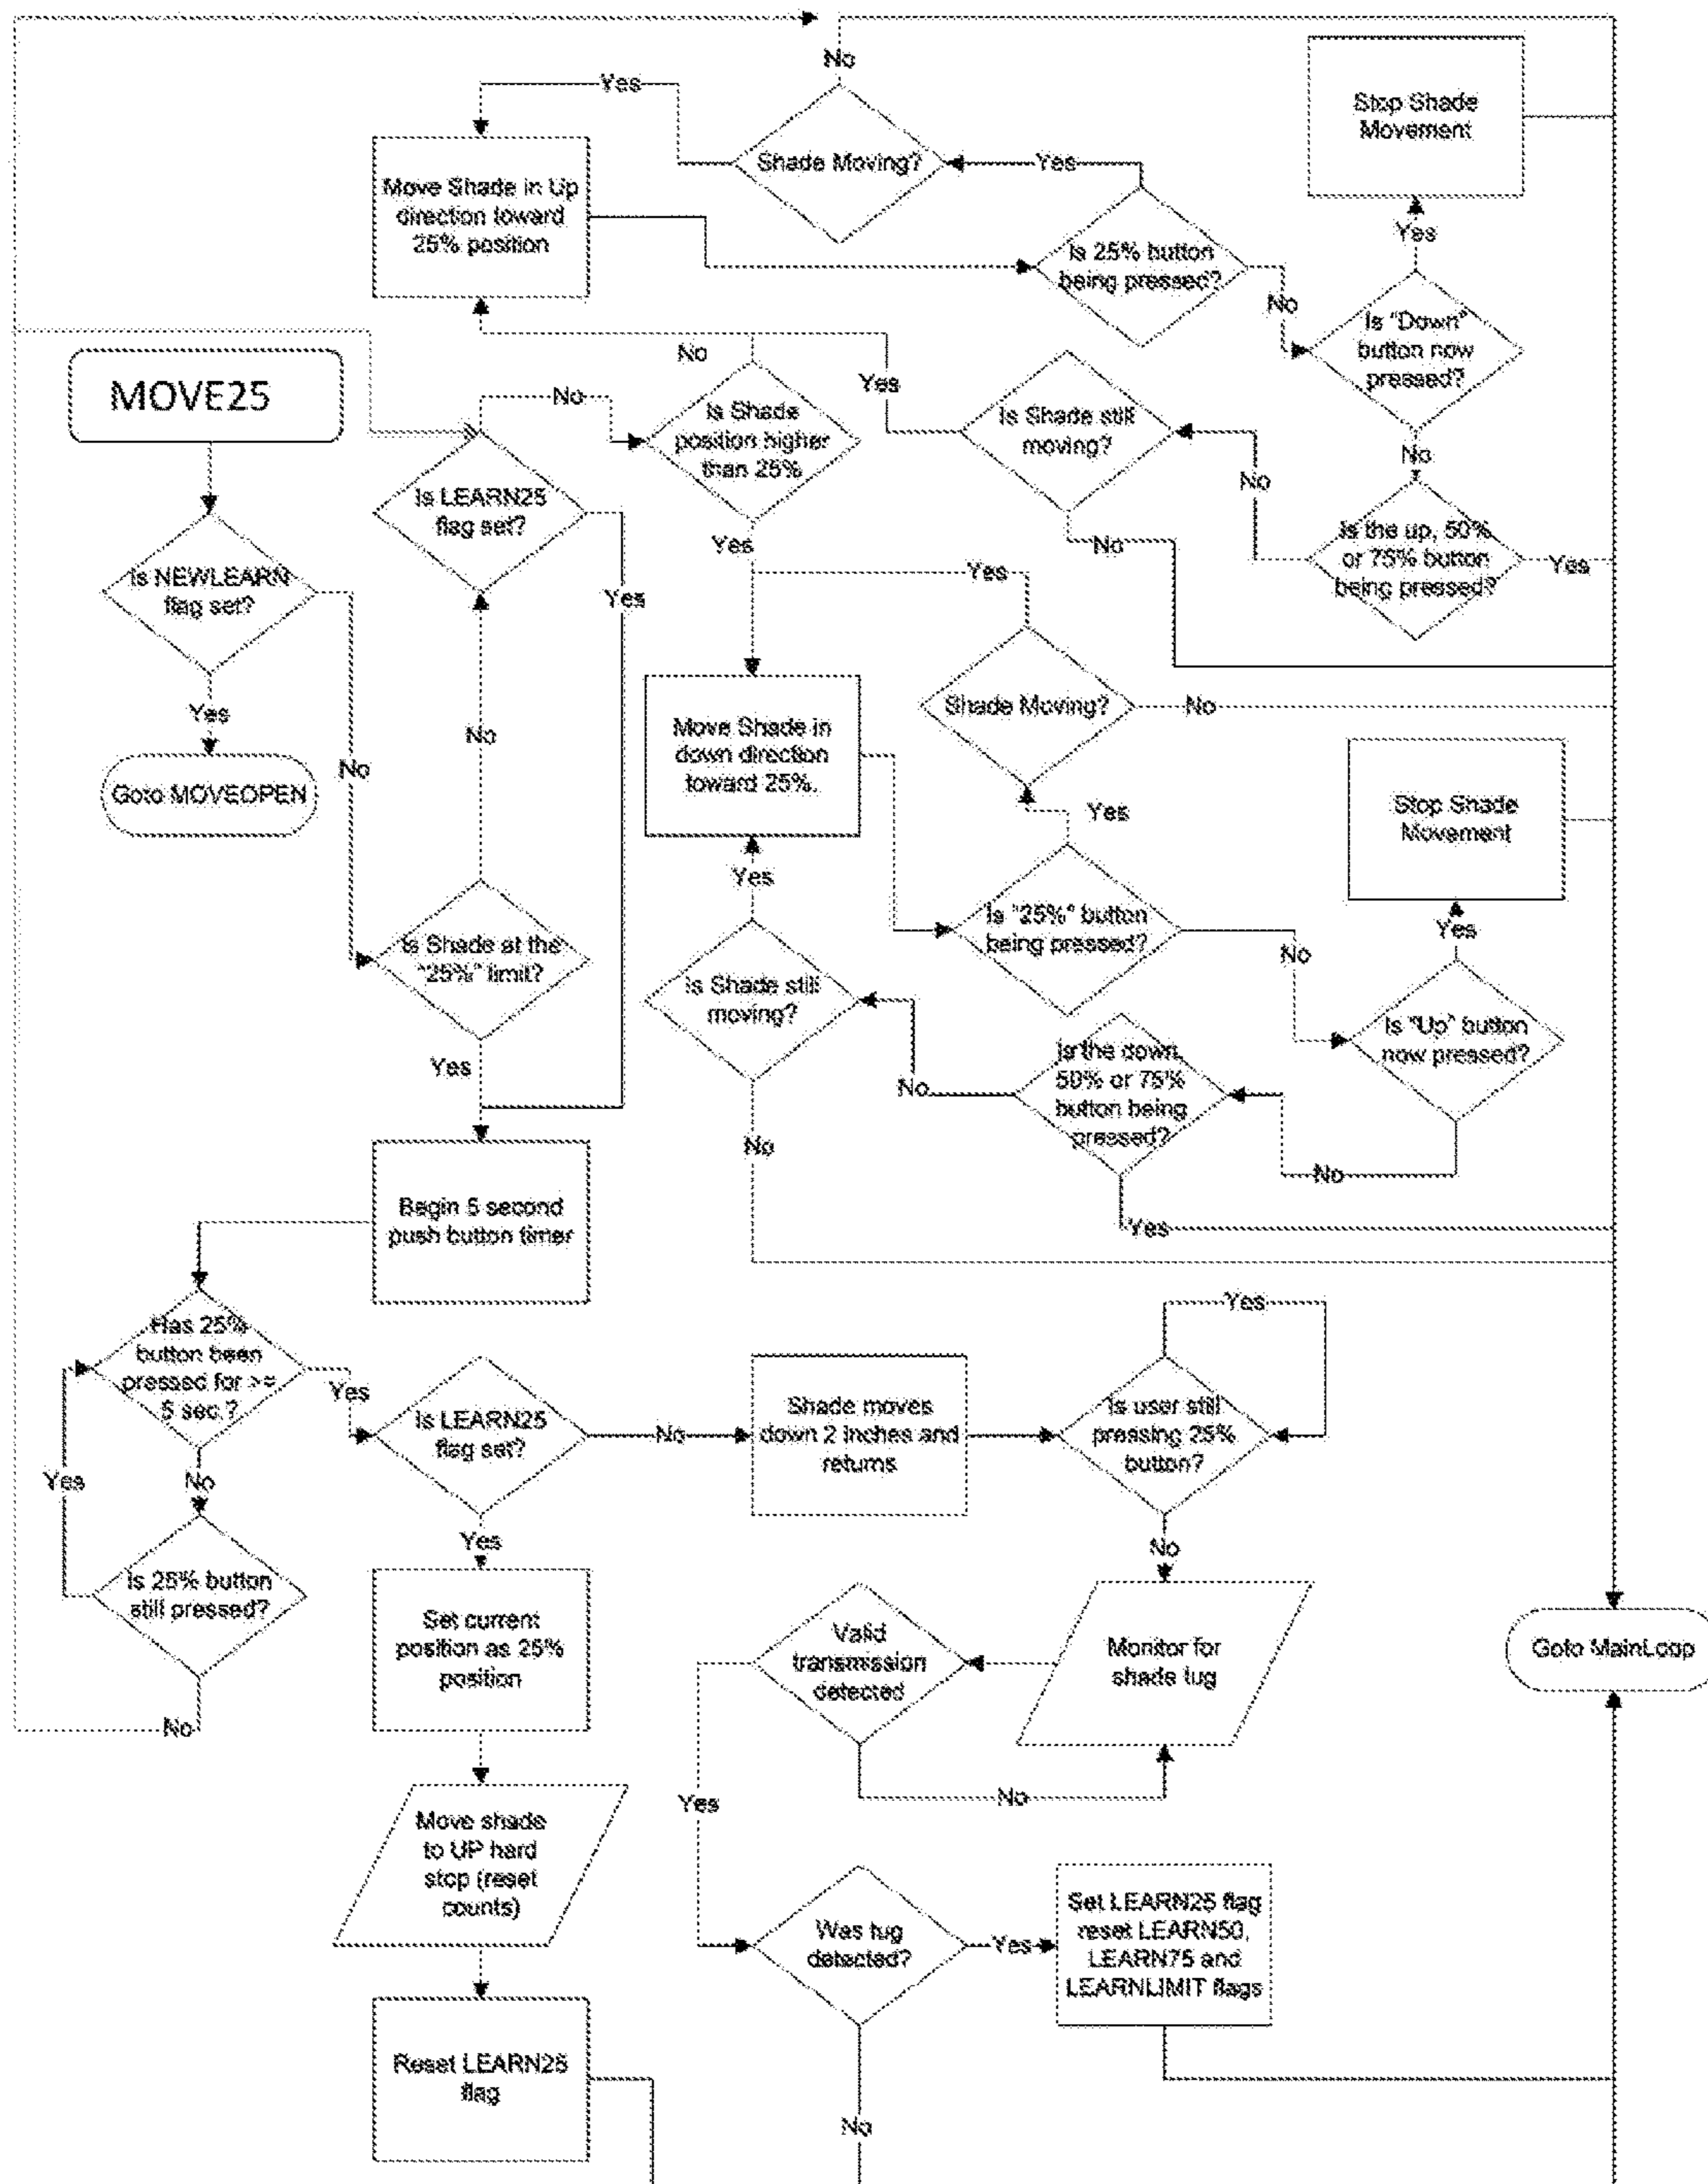 No
Yes
Stop Shade
Movement
Shade Moving?
Yes
Move Shade in Up
direction toward
25% position
Is 25% button
being pressed?
Yes
No
Is "Down"
button now
pressed?
No
MOVE25
No
Is Shade
position higher
than 25%
Yes
Is Shade still
moving?
No
No
Is LEARN25
flag set?
Yes
No
Is the up, 50%
or 75% button
being pressed?
Yes
Yes
Yes
Is NEWLEARN
flag set?
Yes
Goto MOVEOPEN
No
No
Move Shade in
down direction
toward 25%.
Shade Moving?
No
Yes
Stop Shade
Movement
Yes
Is "25%" button
being pressed?
No
Yes
Is Shade at the
"25%" limit?
Yes
Is Shade still
moving?
No
No
Is the down,
50% or 75%
button being
pressed?
Yes
Is "Up" button
now pressed?
No
Begin 5 second
push button timer
Has 25%
button been
pressed for >=
5 sec.?
Yes
No
Yes
Is 25% button
still pressed?
No
Is LEARN25
flag set?
No
Yes
Shade moves
down 2 inches and
returns
Yes
Is user still
pressing 25%
button?
No
Set current
position as 25%
position
Valid
transmission
detected
Monitor for
shade tug
Goto MainLoop
No
Yes
Move shade
to UP hard
stop (reset
counts)
Was tug
detected?
Yes
Set LEARN25 flag
reset LEARN50,
LEARN75 and
LEARNLIMIT flags
Reset LEARN25
flag
No